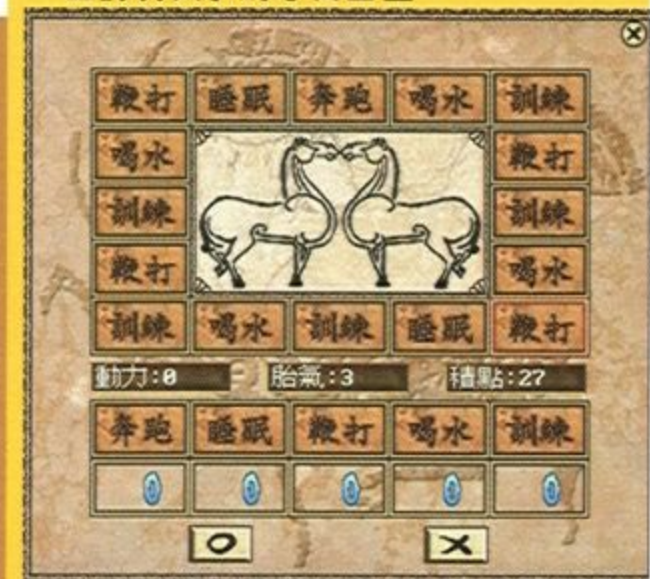 鞭打 睡眠 奔跑 喝水 訓練
喝水 鞭打
訓練 訓練
鞭打 喝水
訓練 喝水 訓練 睡眠 鞭打
動力:0 胎氣:3 積點:27
奔跑 睡眠 鞭打 喝水 訓練
0 0 0 0 0
O X